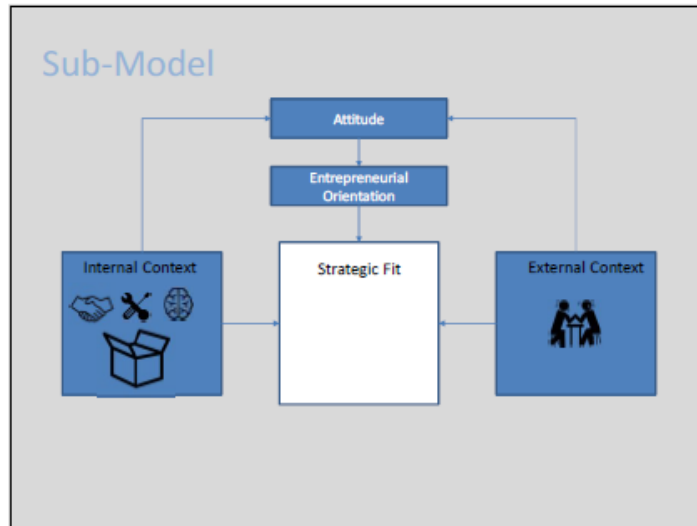 Sub-Model
Attitude
Entrepreneurial
Orientation
Internal Context
Strategic Fit
External Context